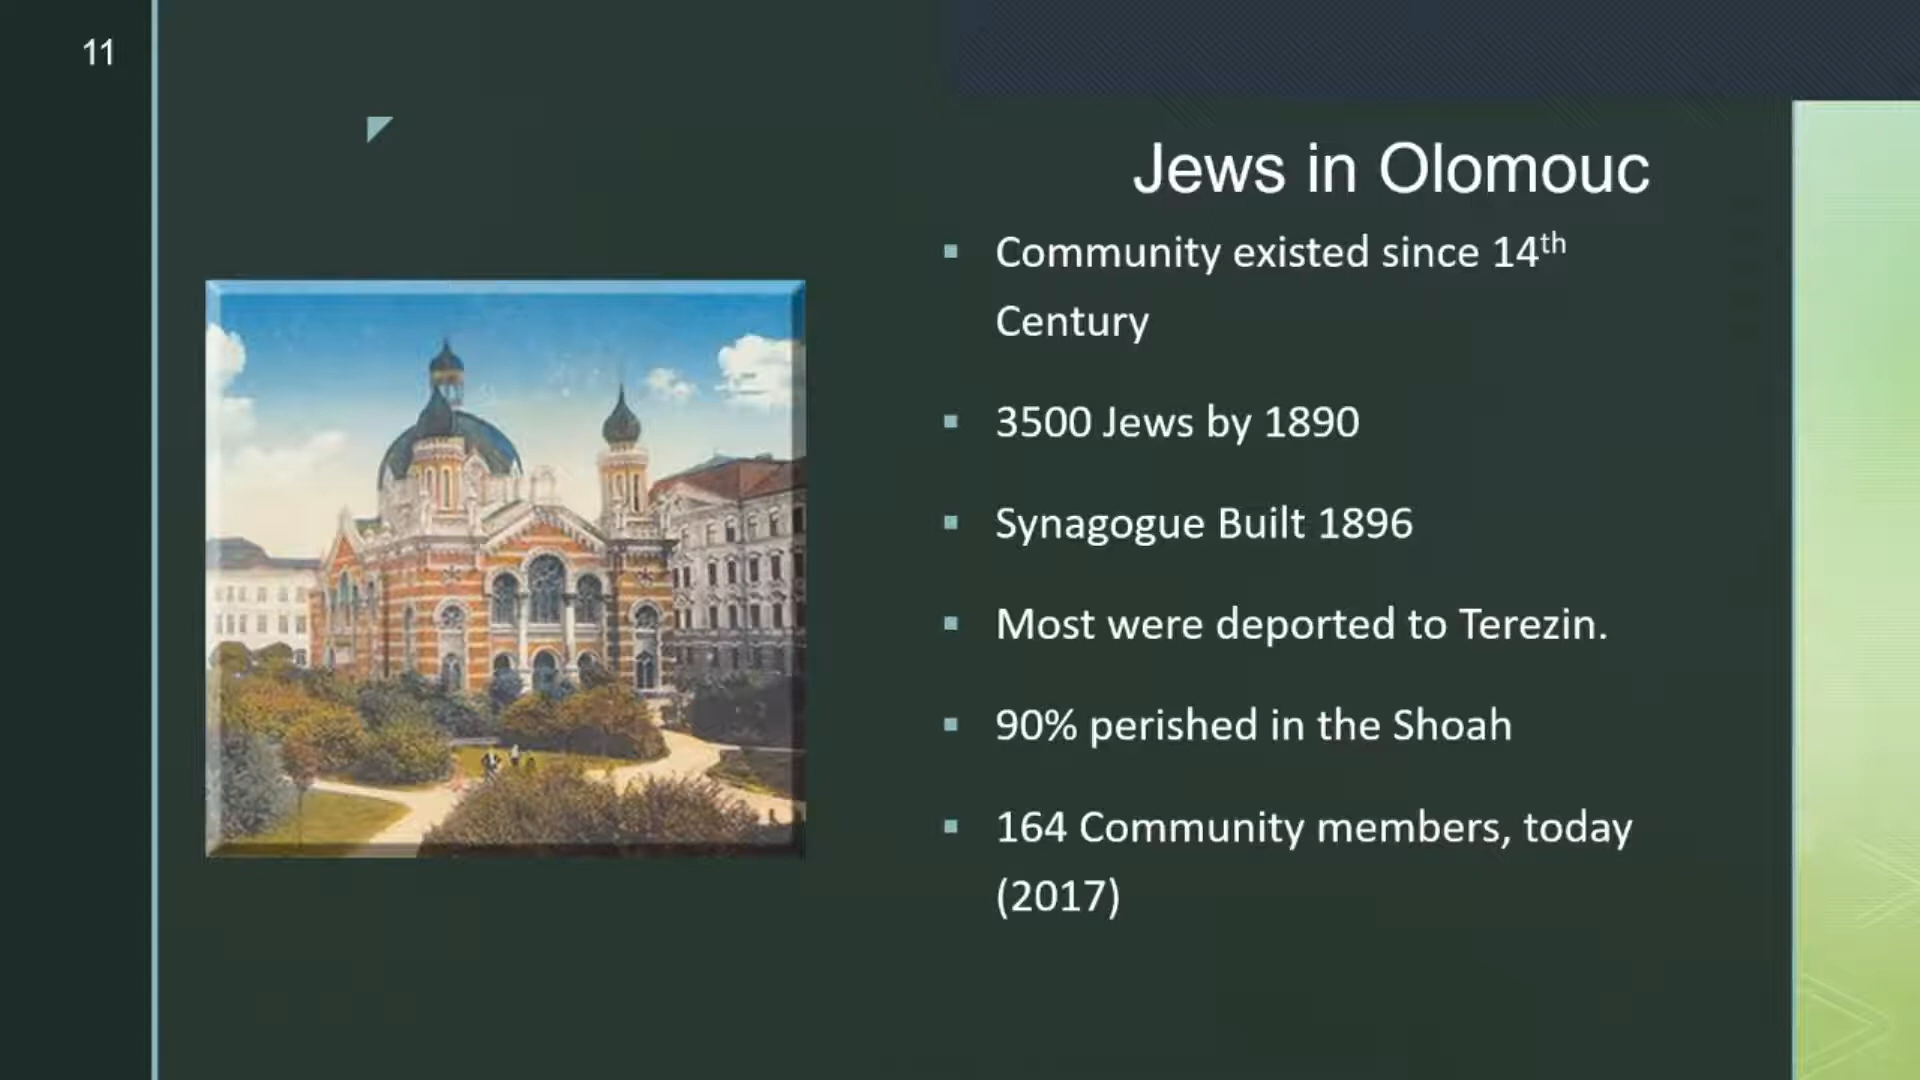 11
Jews in Olomouc
▪ Community existed since 14th
Century
▪ 3500 Jews by 1890
▪ Synagogue Built 1896
▪ Most were deported to Terezin.
▪ 90% perished in the Shoah
▪ 164 Community members, today
(2017)